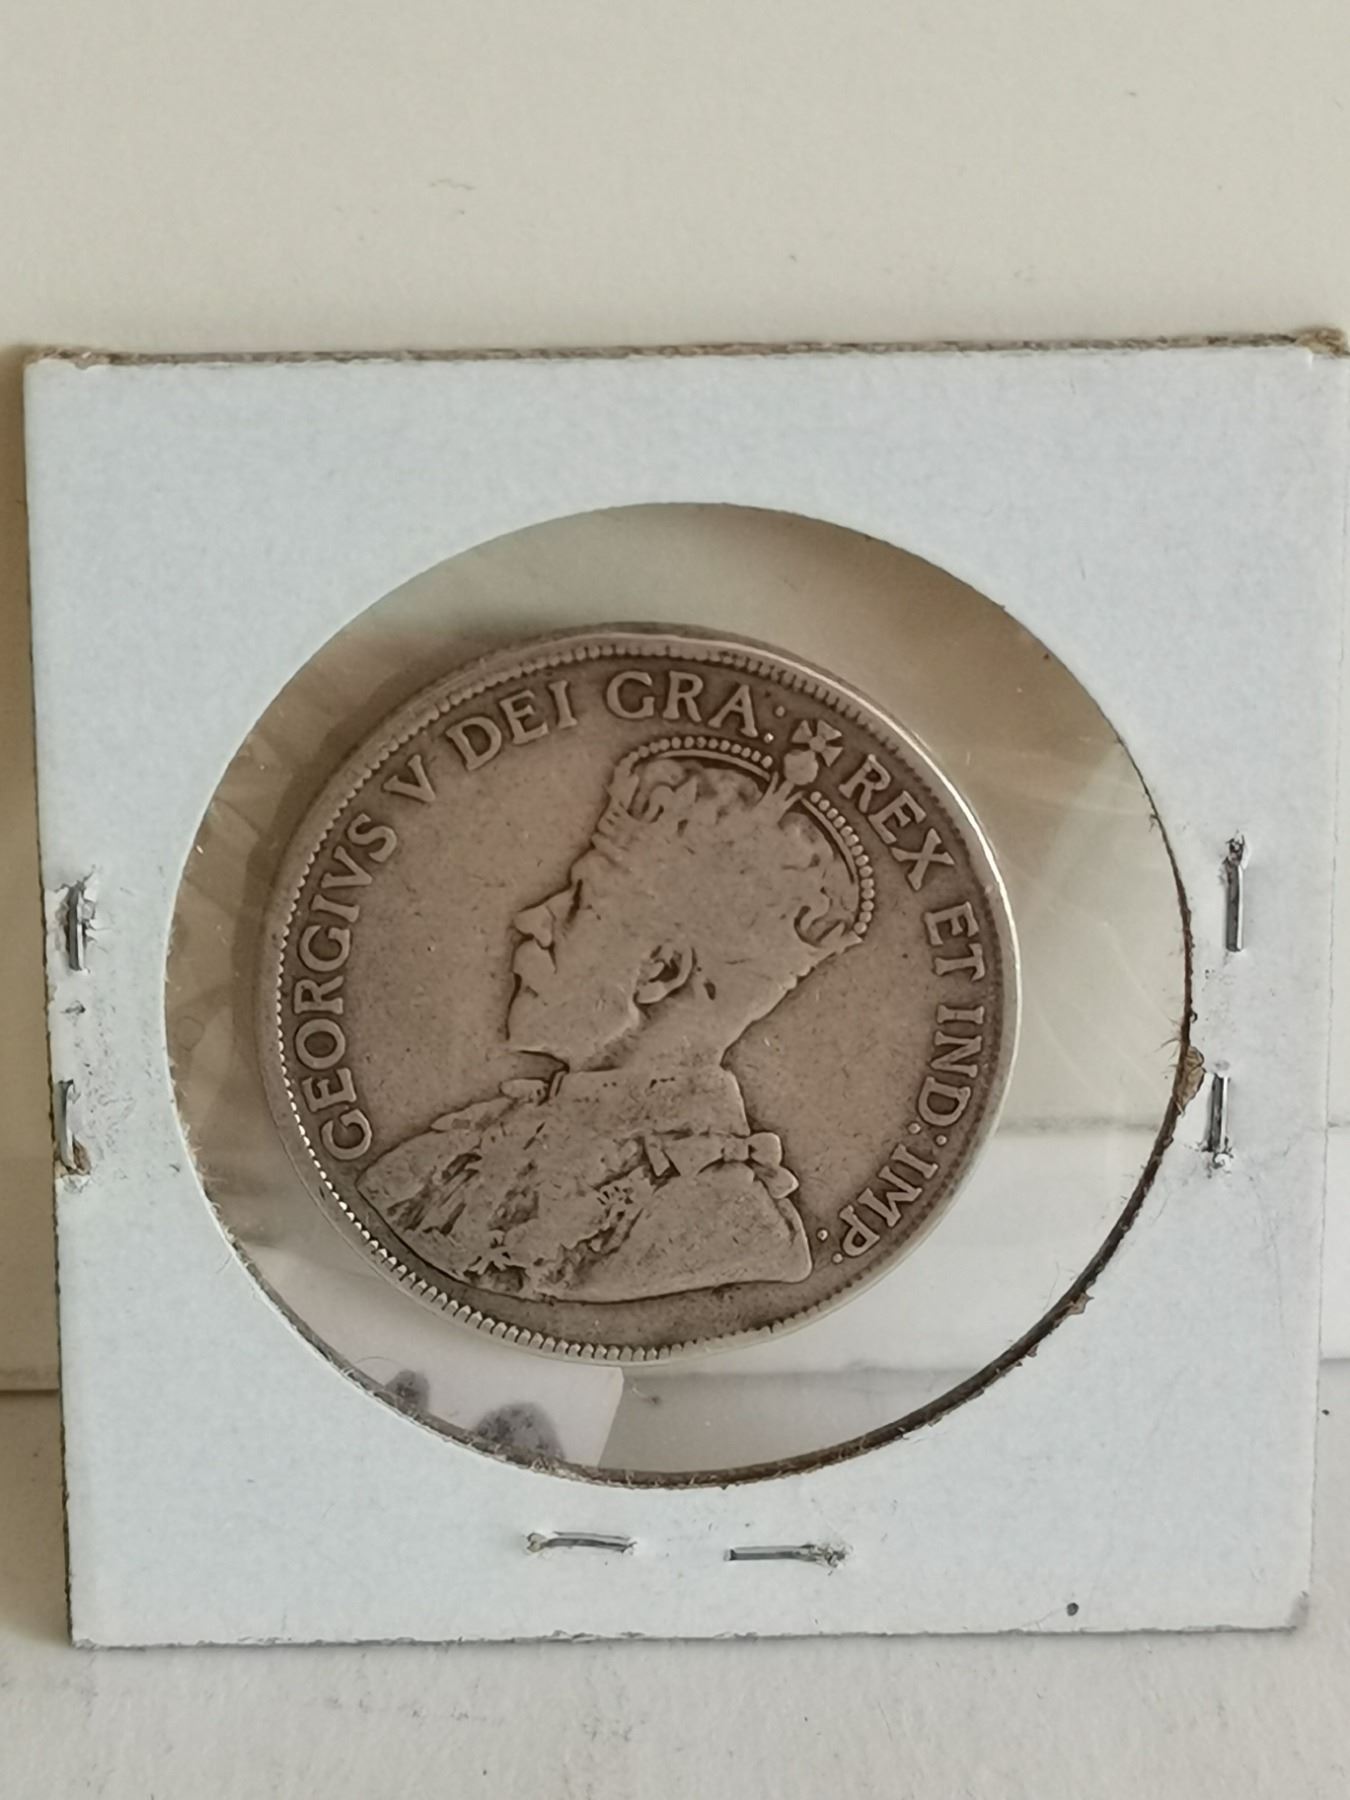 GEORGIVS V DEI GRA: REX ET IND: IMP: